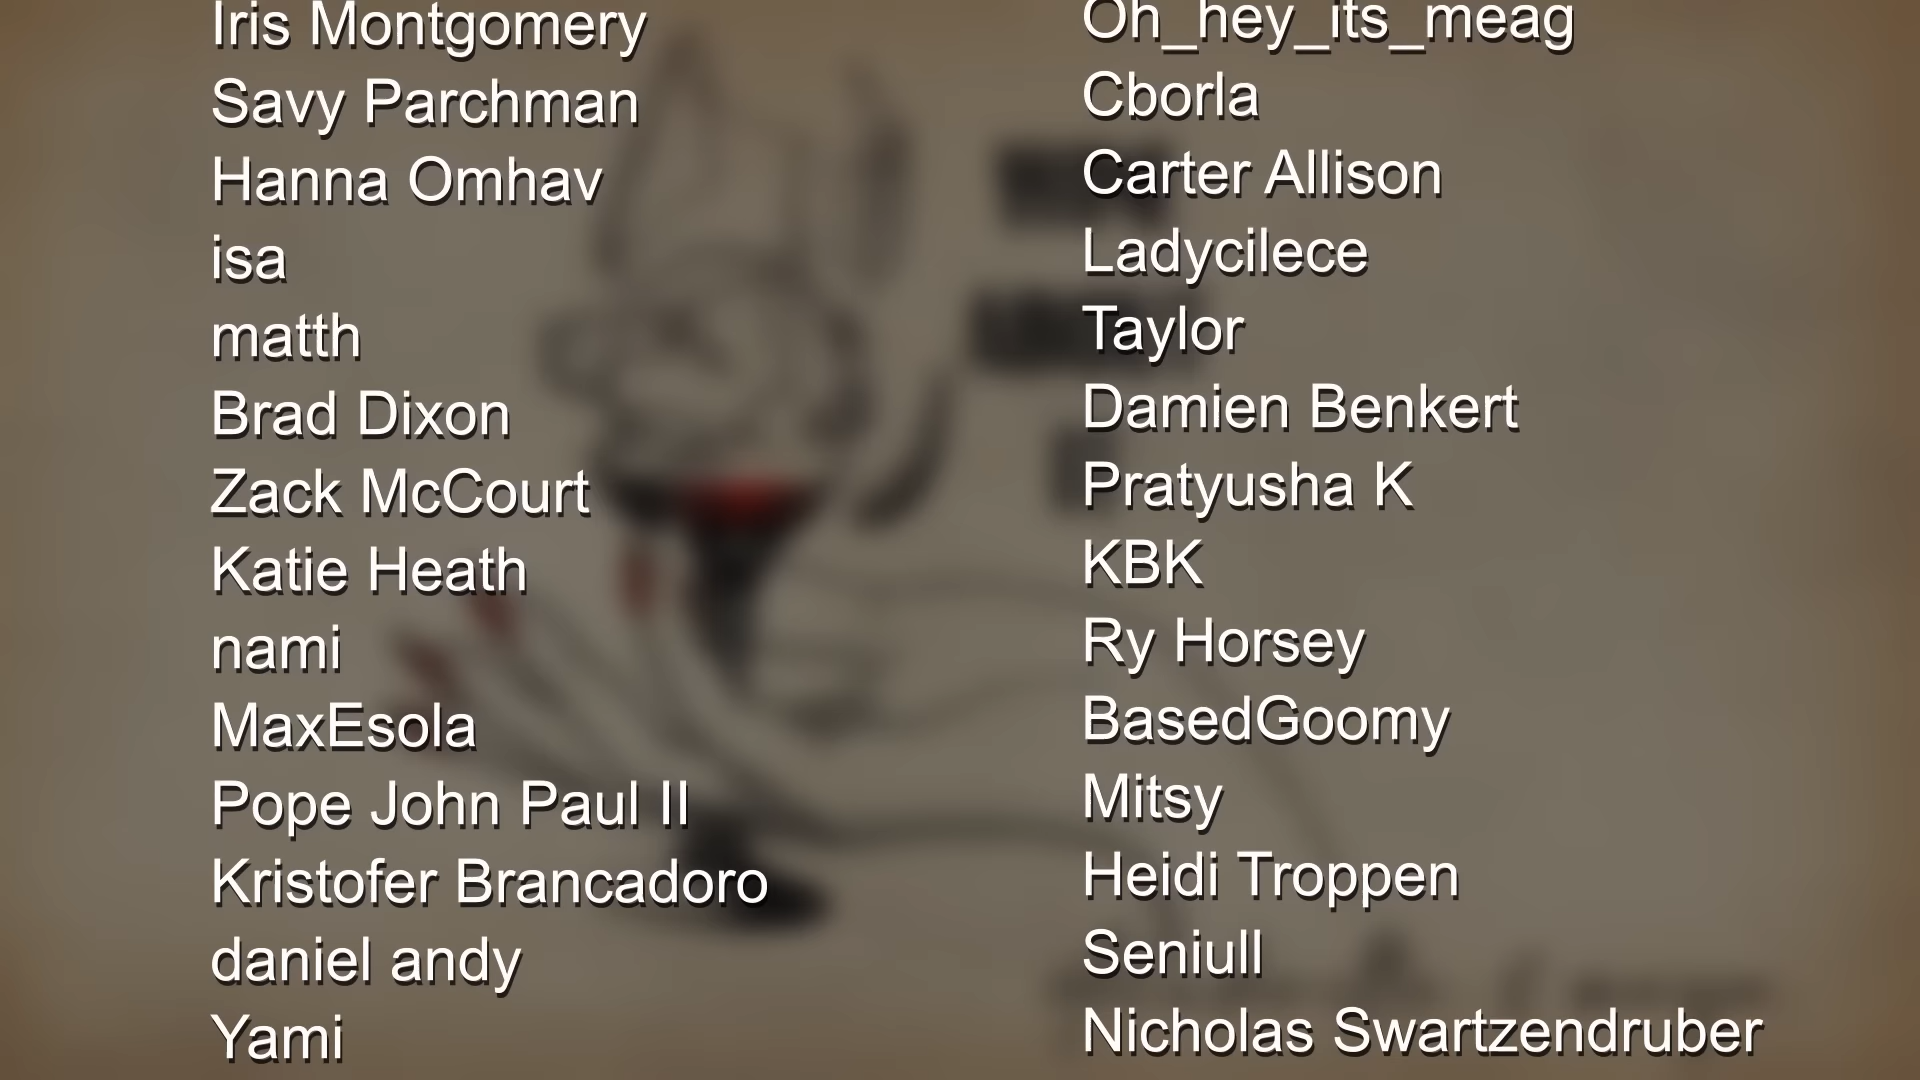 Iris Montgomery
Savy Parchman
Hanna Omhav
isa
matth
Brad Dixon
Zack McCourt
Katie Heath
nami
MaxEsola
Pope John Paul II
Kristofer Brancadoro
daniel andy
Yami
Oh_hey_its_meag
Cborla
Carter Allison
Ladycilece
Taylor
Damien Benkert
Pratyusha K
KBK
Ry Horsey
BasedGoomy
Mitsy
Heidi Troppen
Seniull
Nicholas Swartzendruber